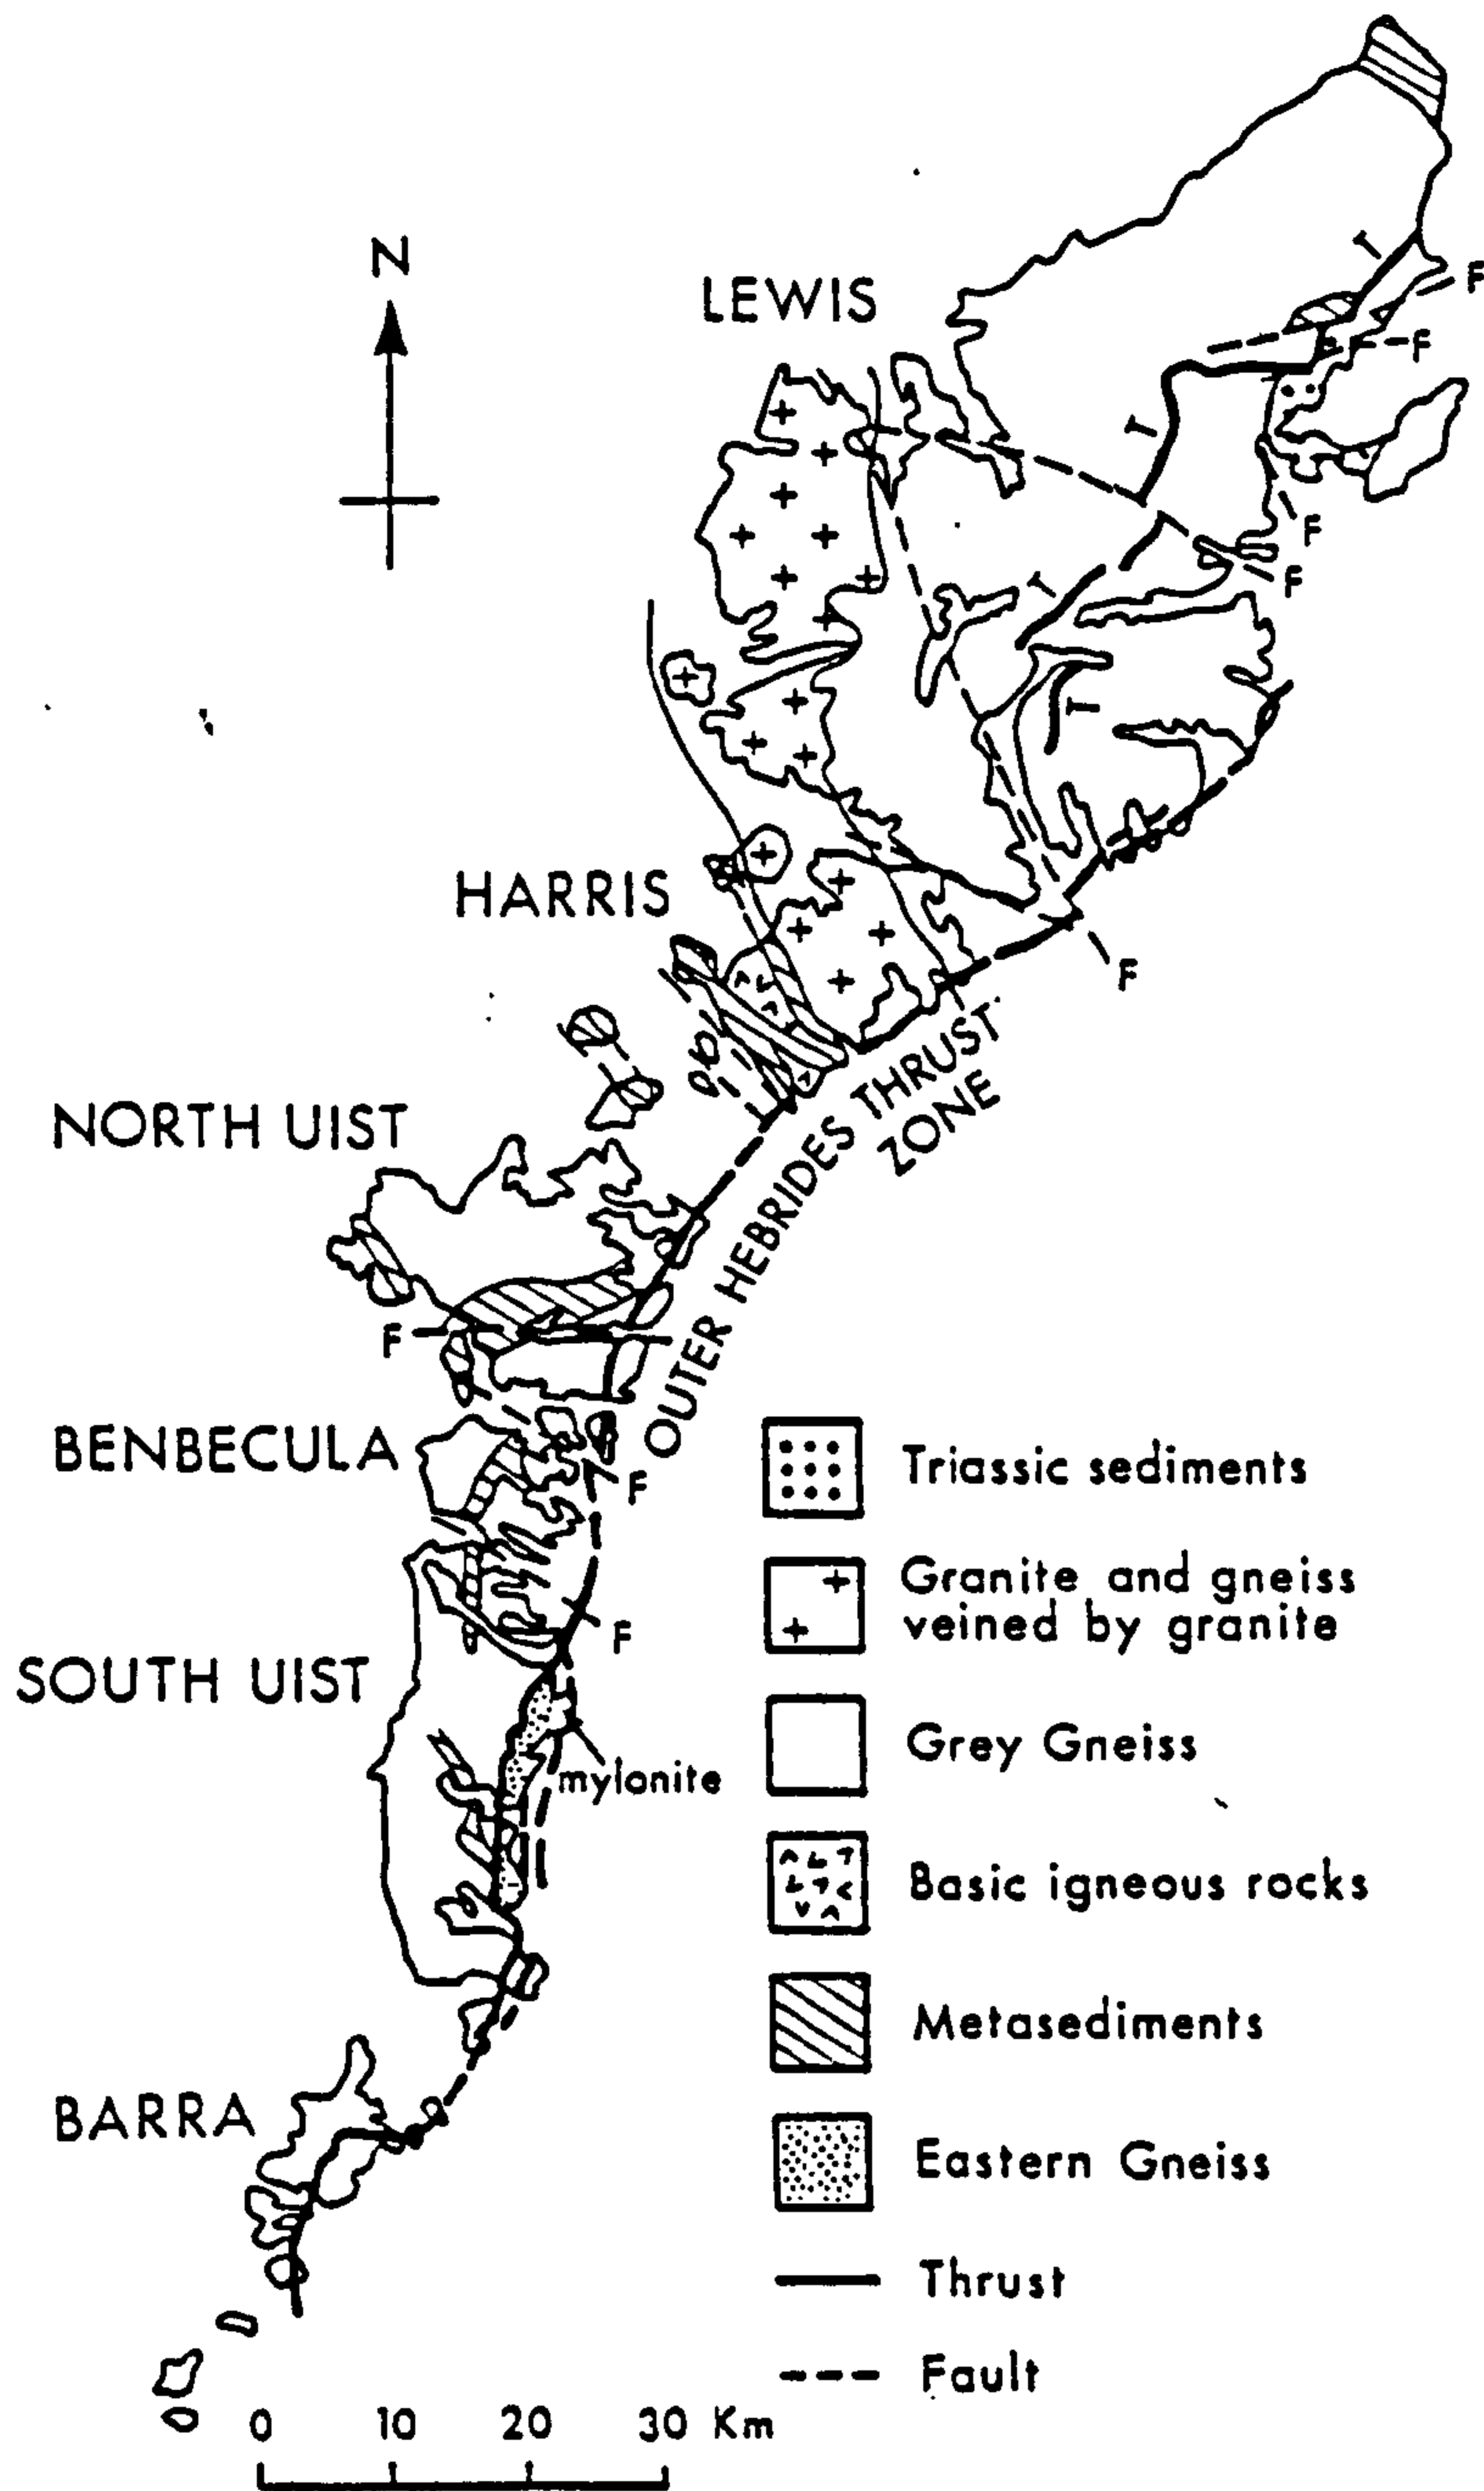 N
LEWIS
T
F
F
T
F
F
T
T
HARRIS
F
OUTER HEBRIDES THRUST
ZONE
NORTH UIST
F
BENBECULA
F
F
SOUTH UIST
mylonite
BARRA
Triassic sediments
Granite and gneiss
veined by granite
Grey Gneiss
Basic igneous rocks
Metasediments
Eastern Gneiss
Thrust
Fault
0 10 20 30 Km